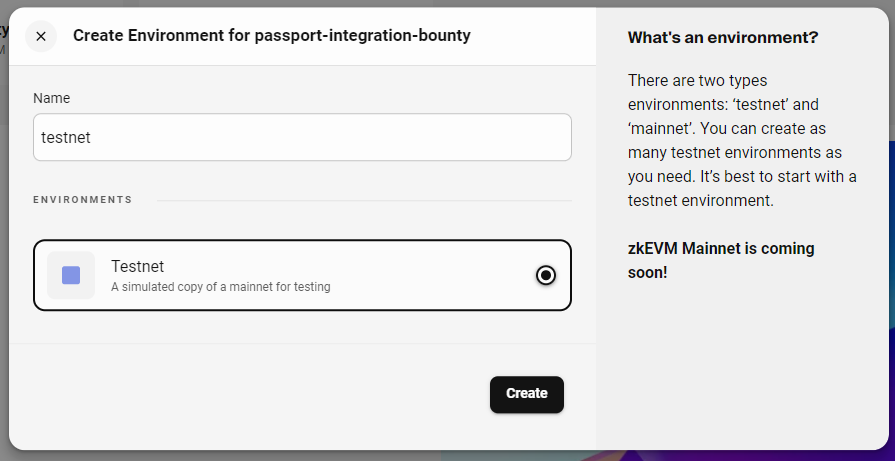 Create Environment for passport-integration-bounty
Name
testnet
ENVIRONMENTS
Testnet
A simulated copy of a mainnet for testing
Create
What's an environment?
There are two types
environments: ‘testnet’ and
‘mainnet’. You can create as
many testnet environments as
you need. It’s best to start with a
testnet environment.
zkEVM Mainnet is coming
soon!